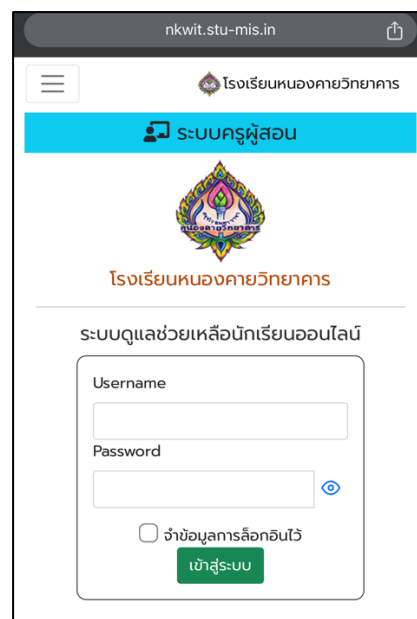 nkwit.stu-mis.in
โรงเรียนหนองคายวิทยาคาร
ระบบครูผู้สอน
โรงเรียนหนองคายวิทยาคาร
ระบบดูแลช่วยเหลือนักเรียนออนไลน์
Username
Password
จำข้อมูลการล็อกอินไว้
เข้าสู่ระบบ